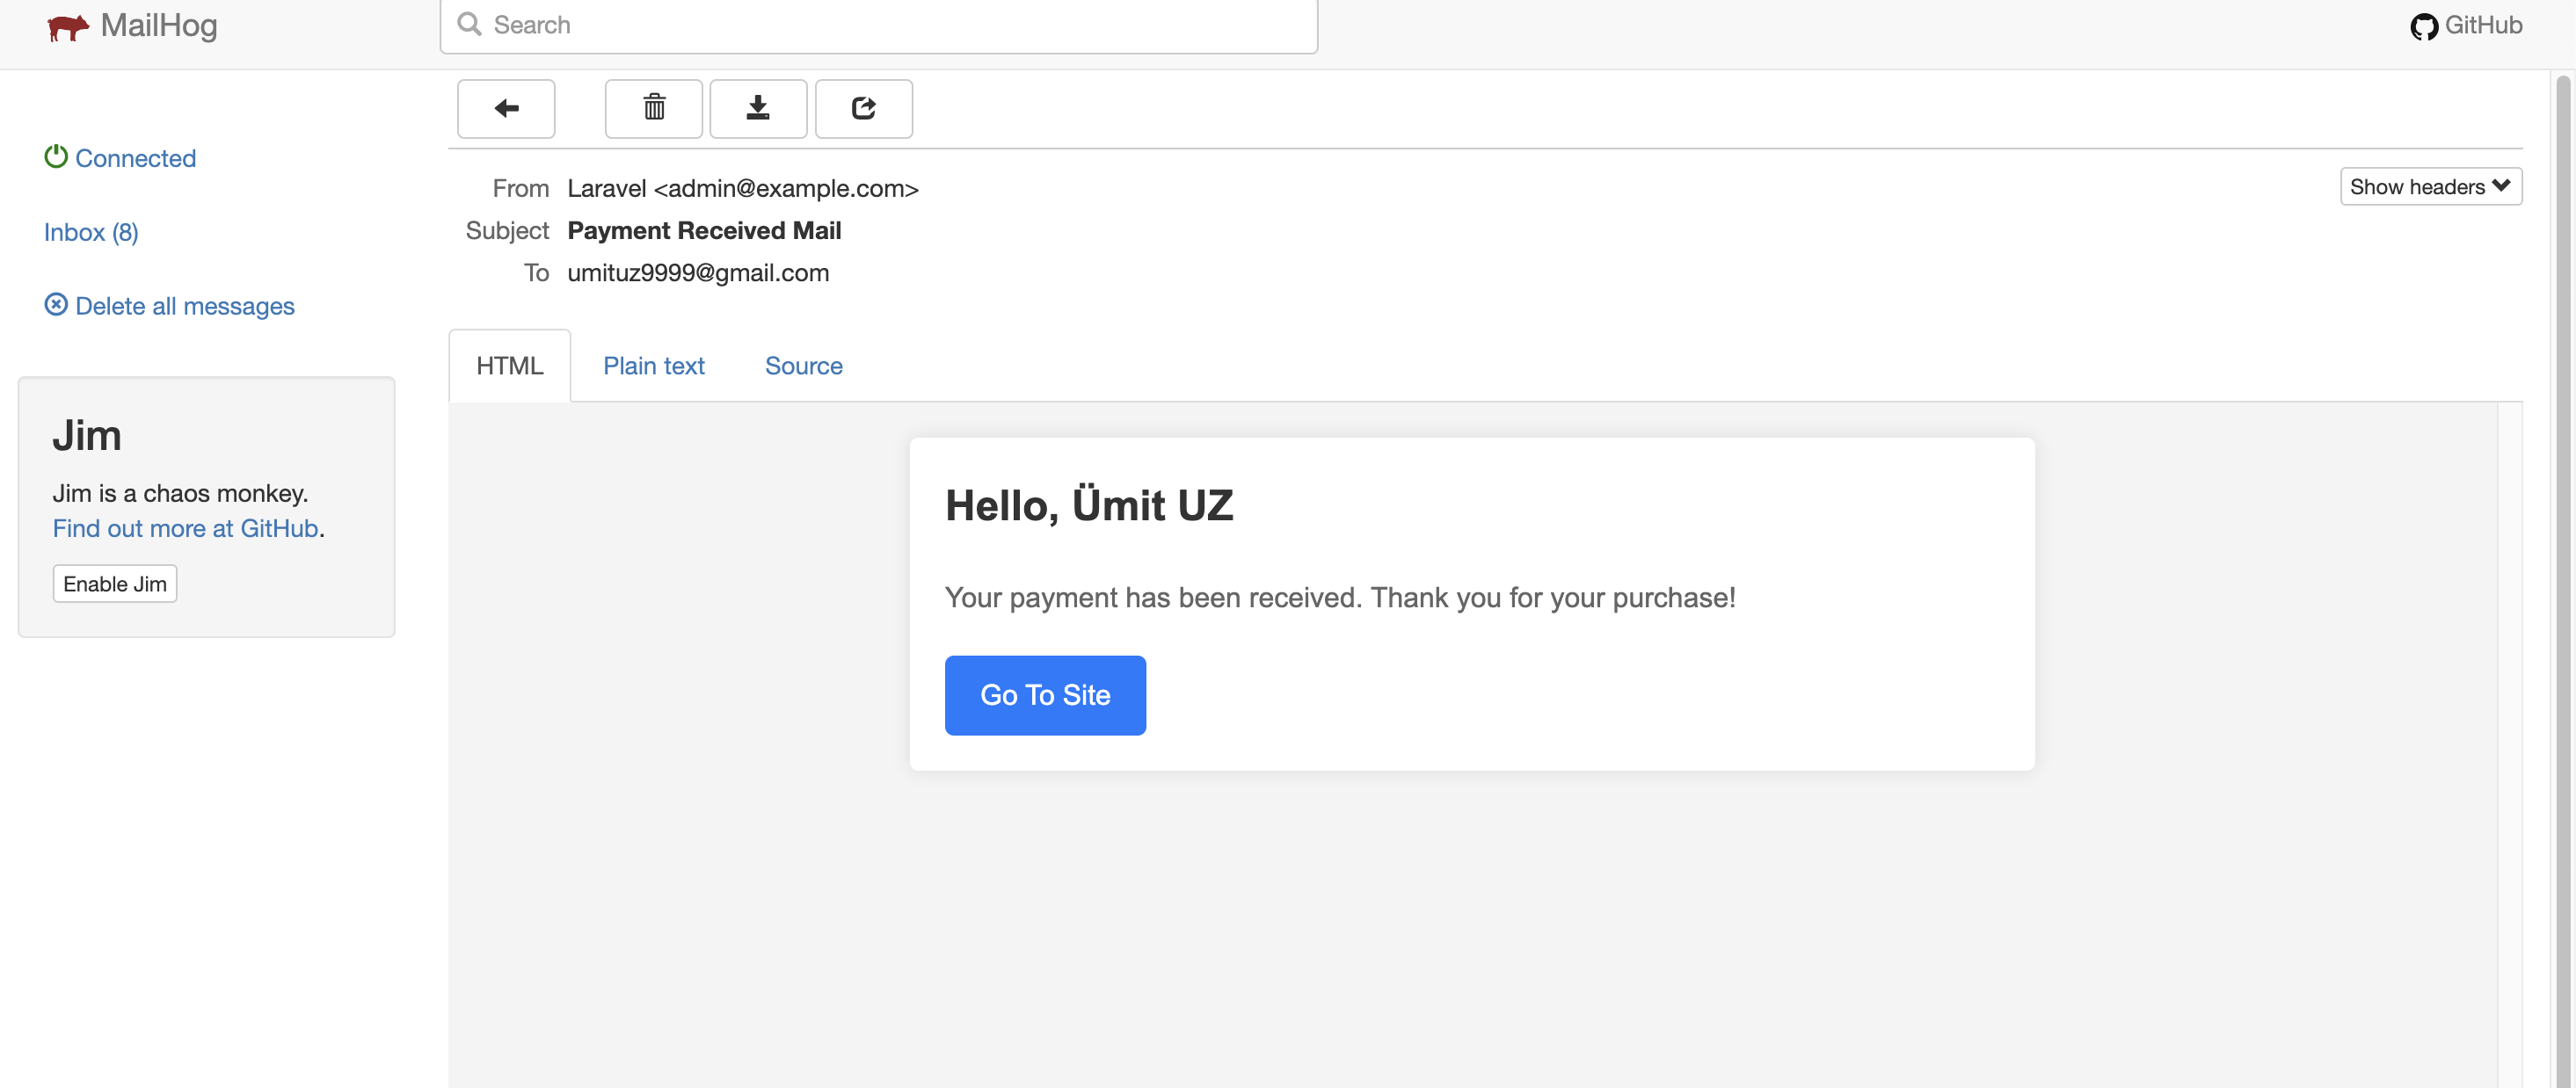 MailHog
Search
GitHub
Connected
Inbox (8)
Delete all messages
Jim
Jim is a chaos monkey.
Find out more at GitHub.
Enable Jim
From Laravel <admin@example.com>
Show headers
Subject Payment Received Mail
To umituz9999@gmail.com
HTML Plain text Source
Hello, Ümit UZ
Your payment has been received. Thank you for your purchase!
Go To Site